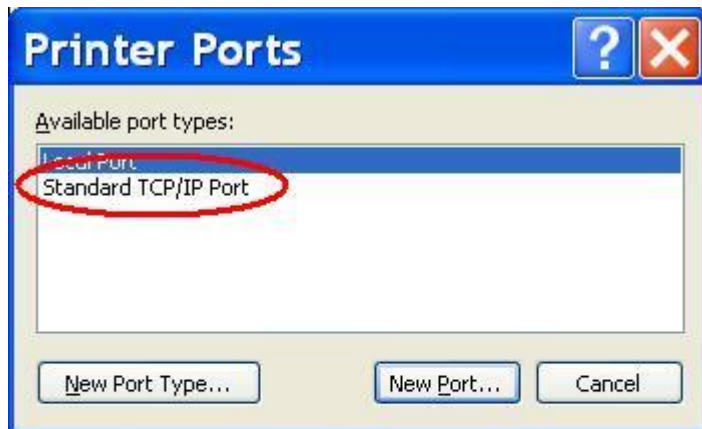 Printer Ports
Available port types:
Local Port
Standard TCP/IP Port
New Port Type...
New Port...
Cancel